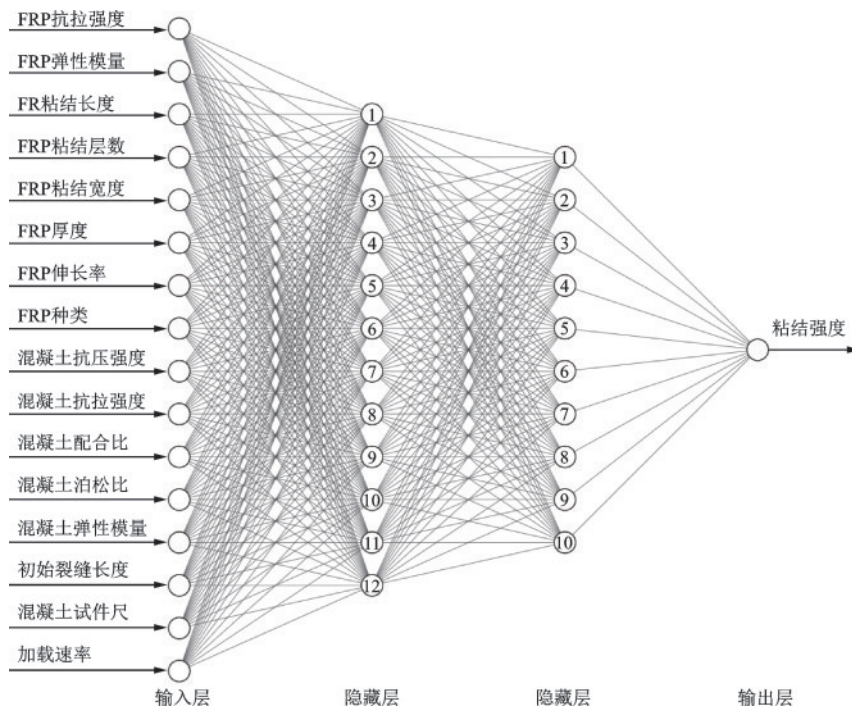 FRP抗拉强度
FRP弹性模量
FR粘结长度
FRP粘结层数
FRP粘结宽度
FRP厚度
FRP伸长率
FRP种类
混凝土抗压强度
混凝土抗拉强度
混凝土配合比
混凝土泊松比
混凝土弹性模量
初始裂缝长度
混凝土试件尺
加载速率
①
②
③
④
⑤
⑥
⑦
⑧
⑨
⑩
⑪
⑫
①
②
③
④
⑤
⑥
⑦
⑧
⑨
⑩
粘结强度
输入层 隐藏层 隐藏层 输出层